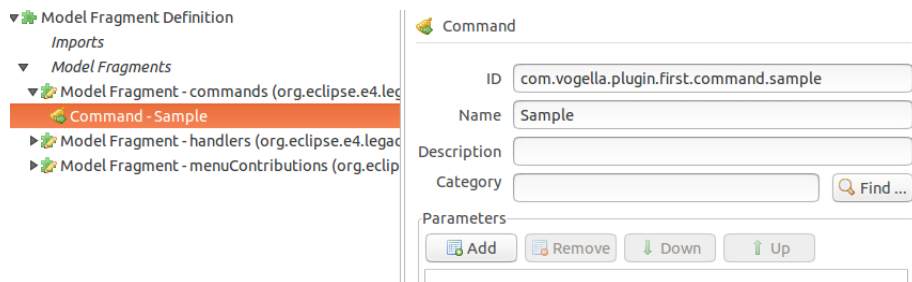 Model Fragment Definition
Imports
Model Fragments
Model Fragment - commands (org.eclipse.e4.leg
Command - Sample
Model Fragment - handlers (org.eclipse.e4.legac
Model Fragment - menuContributions (org.eclip
Command
ID com.vogella.plugin.first.command.sample
Name Sample
Description
Category Find ...
Parameters
Add Remove Down Up